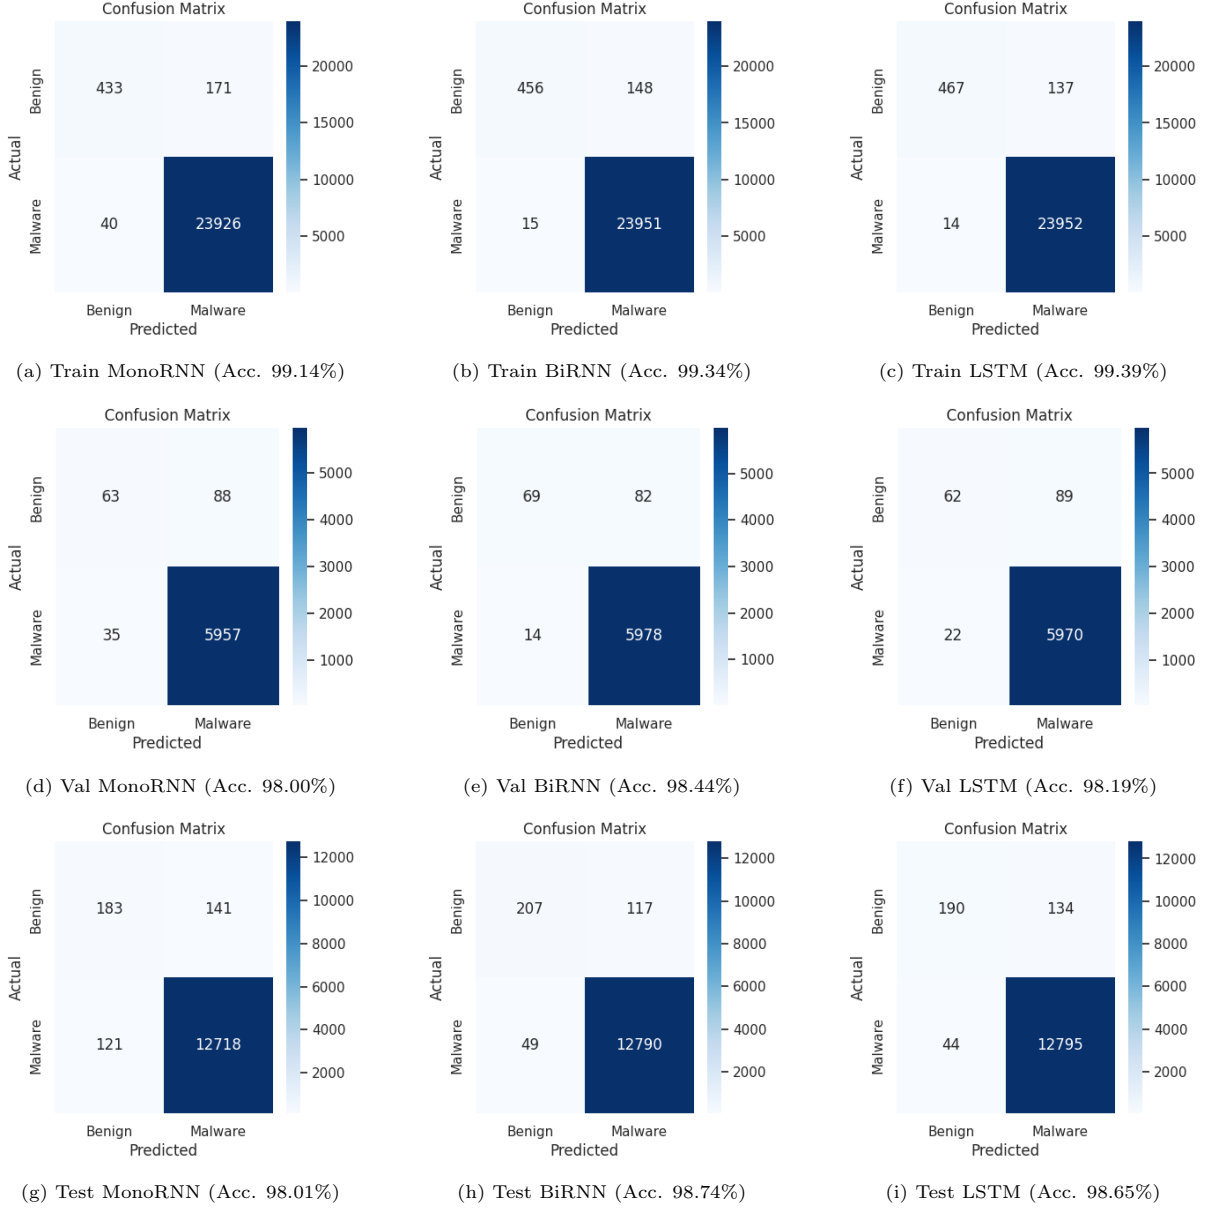 Confusion Matrix
Confusion Matrix
Confusion Matrix
Actual
Benign
433
171
Malware
40
23926
20000
15000
10000
5000
Benign
Malware
Predicted
Actual
Benign
456
148
Malware
15
23951
20000
15000
10000
5000
Benign
Malware
Predicted
Actual
Benign
467
137
Malware
14
23952
20000
15000
10000
5000
Benign
Malware
Predicted
(a) Train MonoRNN (Acc. 99.14%)
(b) Train BiRNN (Acc. 99.34%)
(c) Train LSTM (Acc. 99.39%)
Confusion Matrix
Confusion Matrix
Confusion Matrix
Actual
Benign
63
88
Malware
35
5957
5000
4000
3000
2000
1000
Benign
Malware
Predicted
Actual
Benign
69
82
Malware
14
5978
5000
4000
3000
2000
1000
Benign
Malware
Predicted
Actual
Benign
62
89
Malware
22
5970
5000
4000
3000
2000
1000
Benign
Malware
Predicted
(d) Val MonoRNN (Acc. 98.00%)
(e) Val BiRNN (Acc. 98.44%)
(f) Val LSTM (Acc. 98.19%)
Confusion Matrix
Confusion Matrix
Confusion Matrix
Actual
Benign
183
141
Malware
121
12718
12000
10000
8000
6000
4000
2000
Benign
Malware
Predicted
Actual
Benign
207
117
Malware
49
12790
12000
10000
8000
6000
4000
2000
Benign
Malware
Predicted
Actual
Benign
190
134
Malware
44
12795
12000
10000
8000
6000
4000
2000
Benign
Malware
Predicted
(g) Test MonoRNN (Acc. 98.01%)
(h) Test BiRNN (Acc. 98.74%)
(i) Test LSTM (Acc. 98.65%)